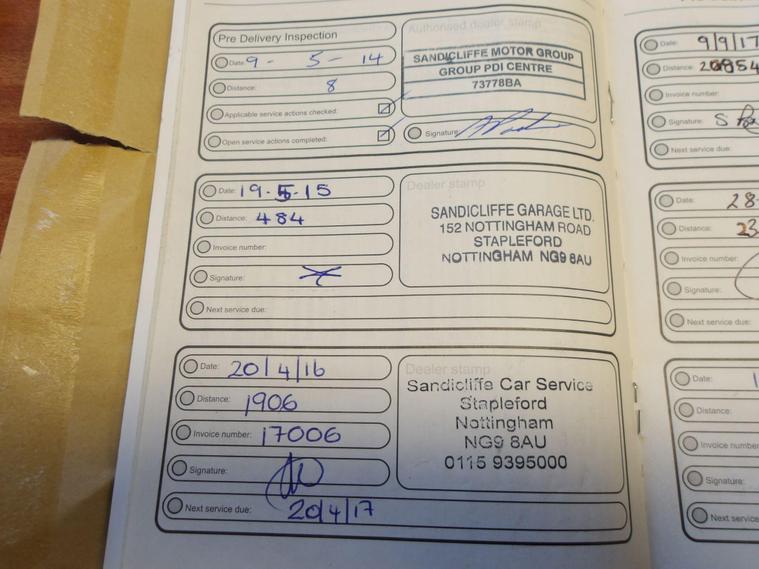 Pre Delivery Inspection
Date: 9 - 5 - 14
Distance: 8
Applicable service actions checked:
Open service actions completed:
Authorised dealer stamp
SANDICLIFFE MOTOR GROUP
GROUP PDI CENTRE
73778BA
Signature:
Date: 19.5.15
Distance: 484
Invoice number:
Signature:
Next service due:
Dealer stamp
SANDICLIFFE GARAGE LTD.
152 NOTTINGHAM ROAD
STAPLEFORD
NOTTINGHAM NG9 8AU
Date: 20/4/16
Distance: 1906
Invoice number: 17006
Signature:
Next service due: 20/4/17
Dealer stamp
Sandicliffe Car Service
Stapleford
Nottingham
NG9 8AU
0115 9395000
Date: 9/9/17
Distance:
Invoice number:
Signature: S
Next service due:
Date: 28-
Distance: 23
Invoice number:
Signature:
Next service due:
Date:
Distance:
Invoice number
Signature:
Next service